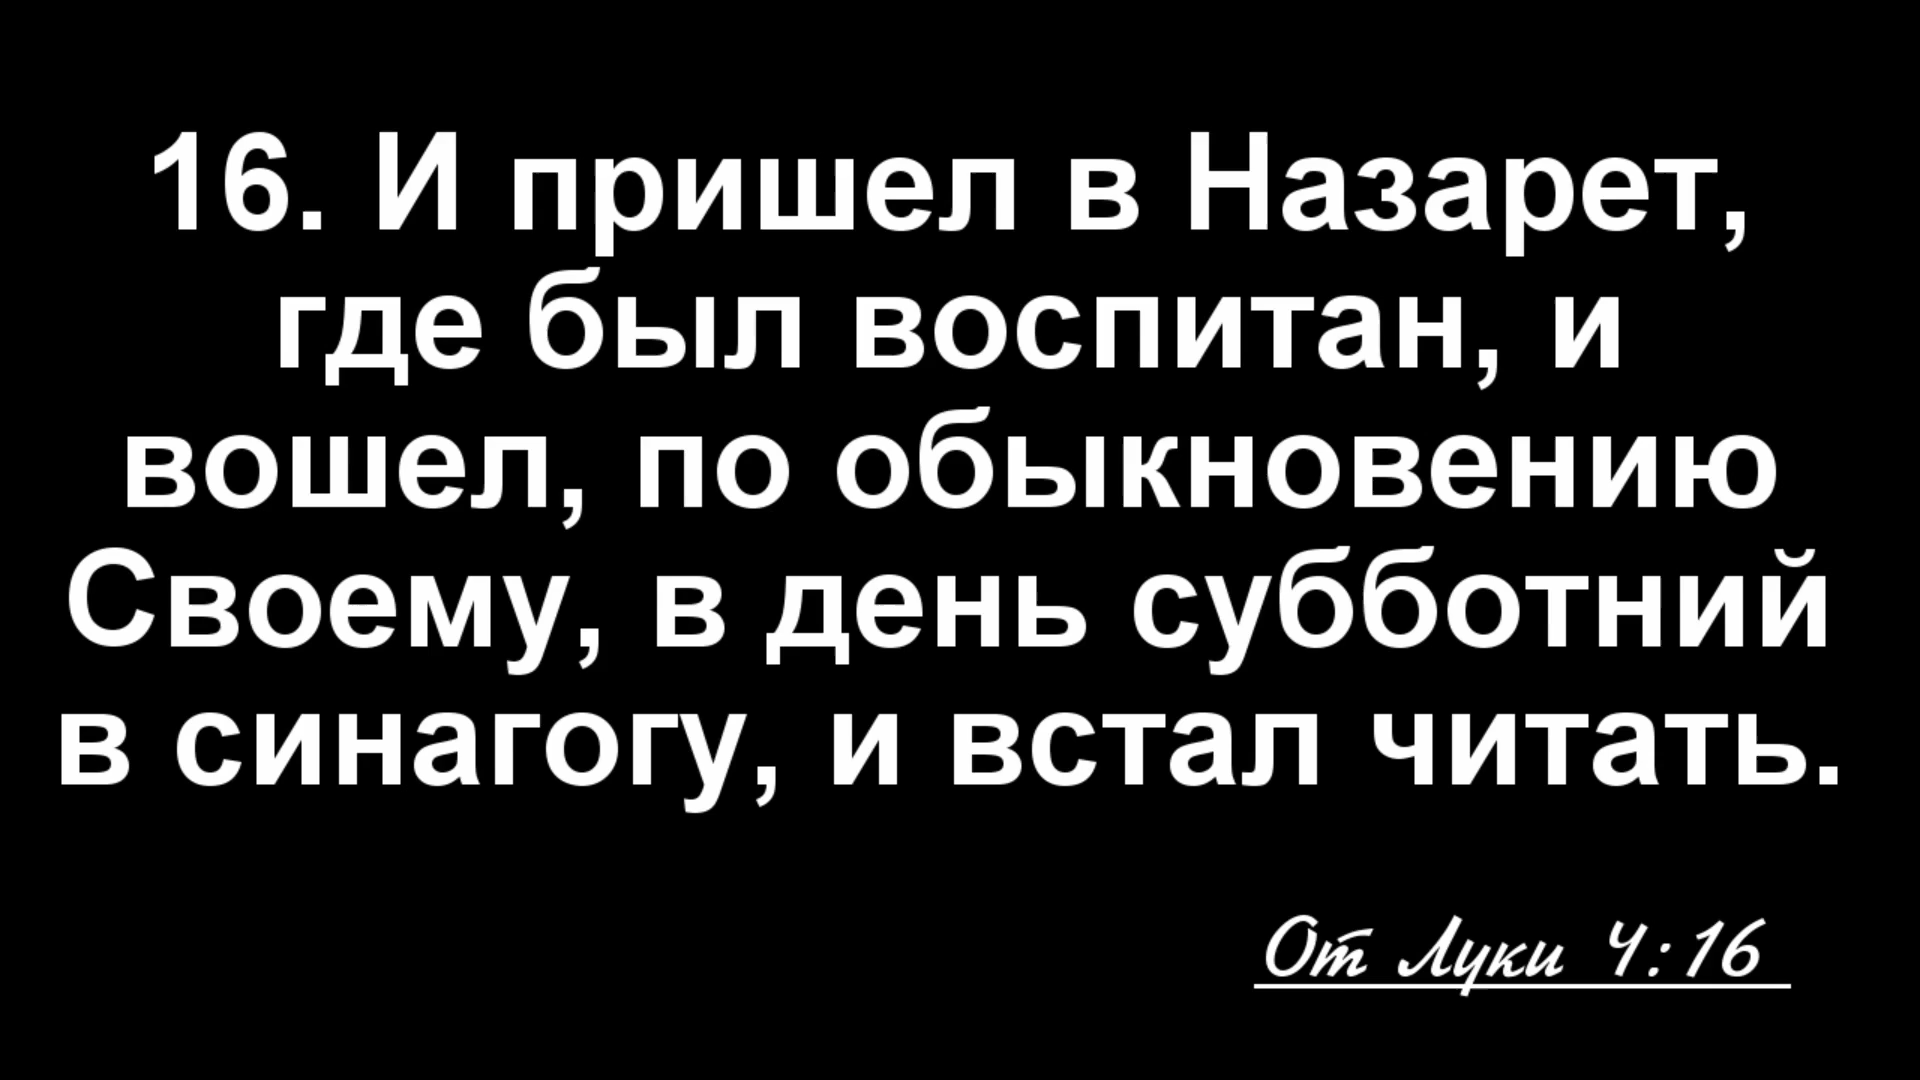 16. И пришел в Назарет,
где был воспитан, и
вошел, по обыкновению
Своему, в день субботний
в синагогу, и встал читать.
От Луки 4:16